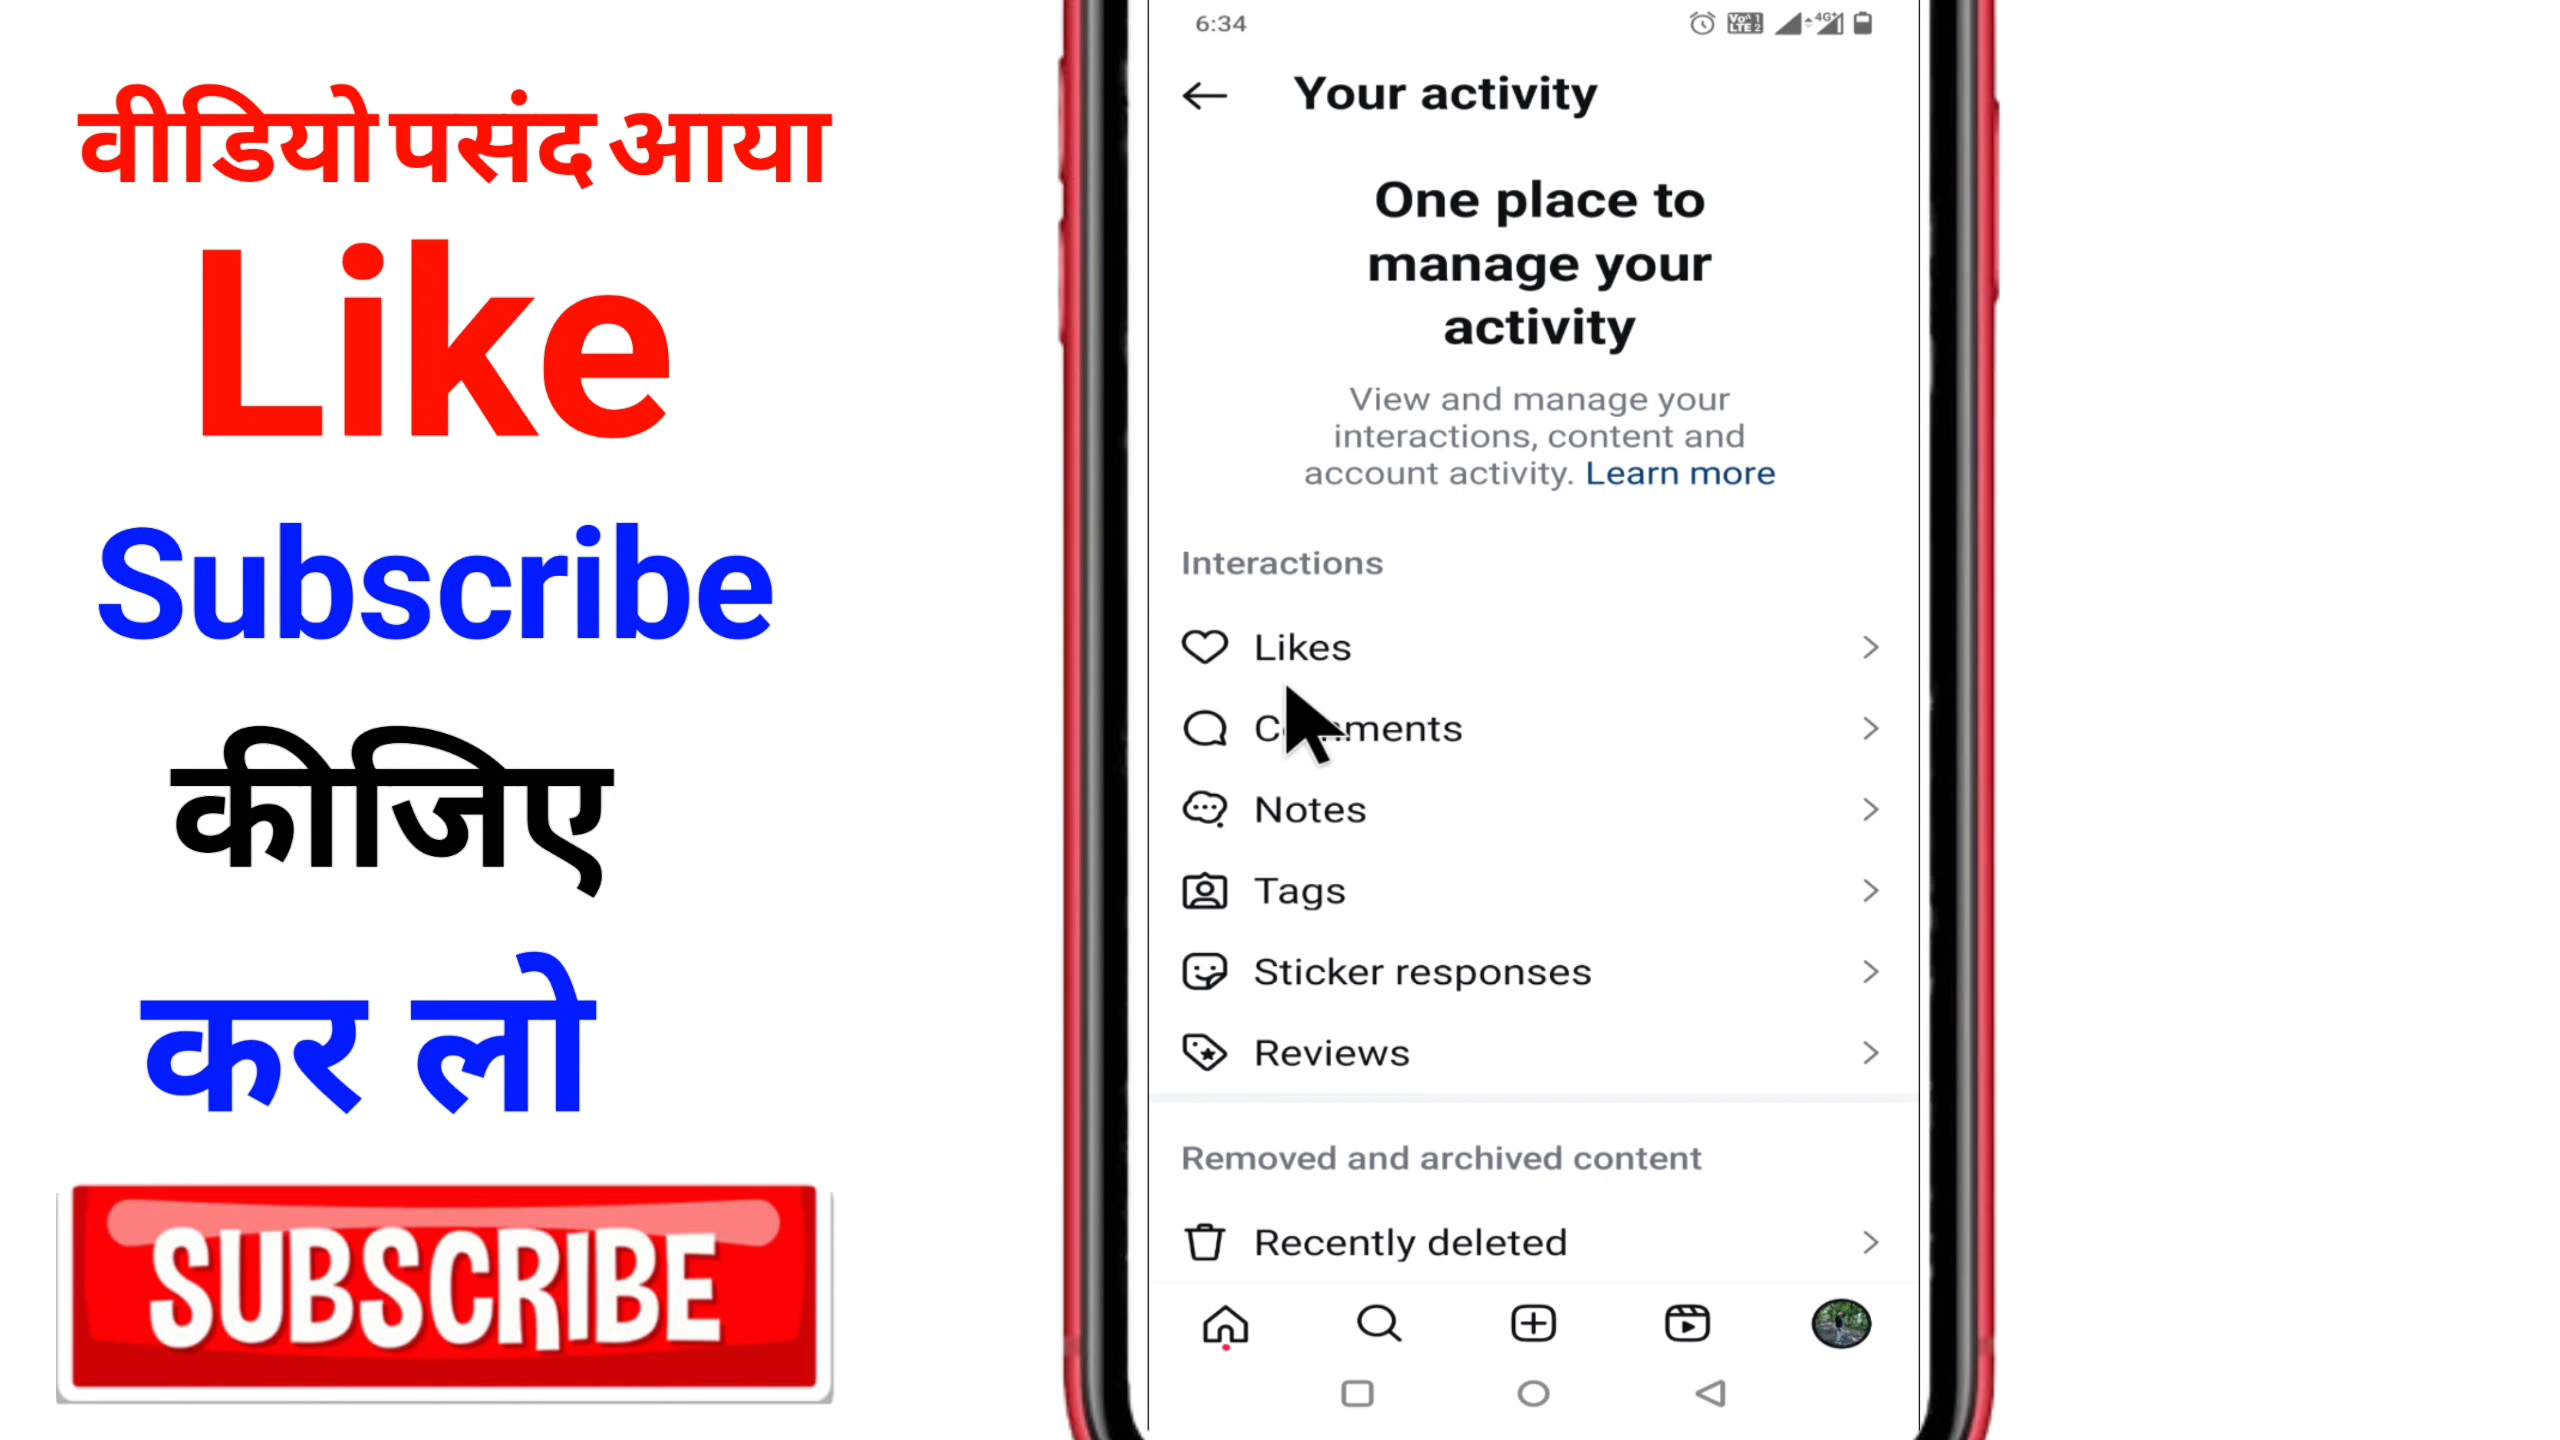 वीडियो पसंद आया
Like
Subscribe
कीजिए
कर लो
SUBSCRIBE
6:34
Your activity
One place to
manage your
activity
View and manage your
interactions, content and
account activity. Learn more
Interactions
Likes
Notes
Tags
Sticker responses
Reviews
Removed and archived content
Recently deleted